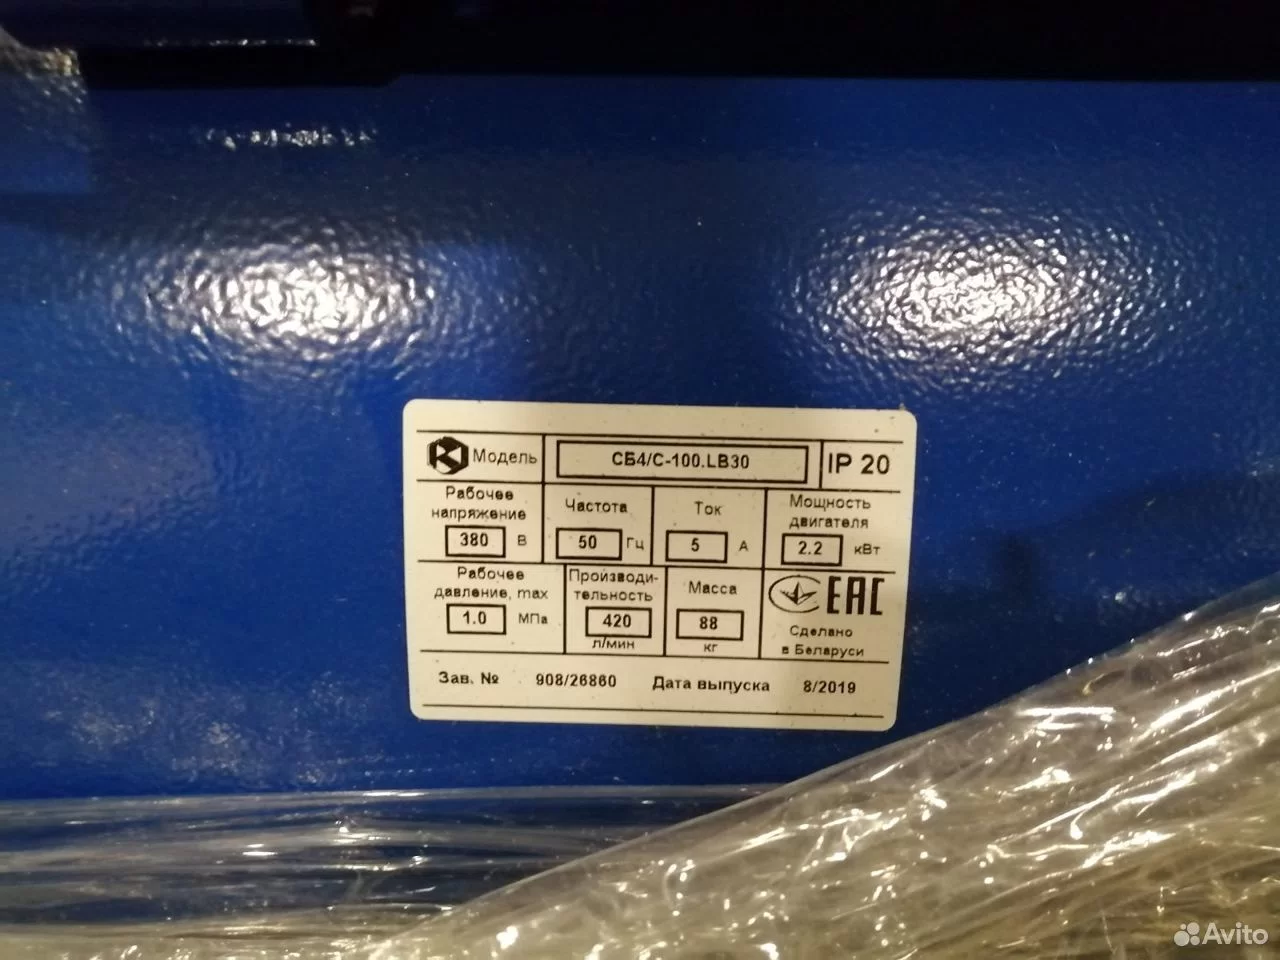 Модель СБ4/С-100.LB30 IP 20
Рабочее напряжение 380 В
Частота 50 Гц
Ток 5 А
Мощность двигателя 2.2 кВт
Рабочее давление, max 1.0 МПа
Производи-
тельность 420 л/мин
Масса 88 кг
EAC
Сделано
в Беларуси
Зав. № 908/26860 Дата выпуска 8/2019
Avito